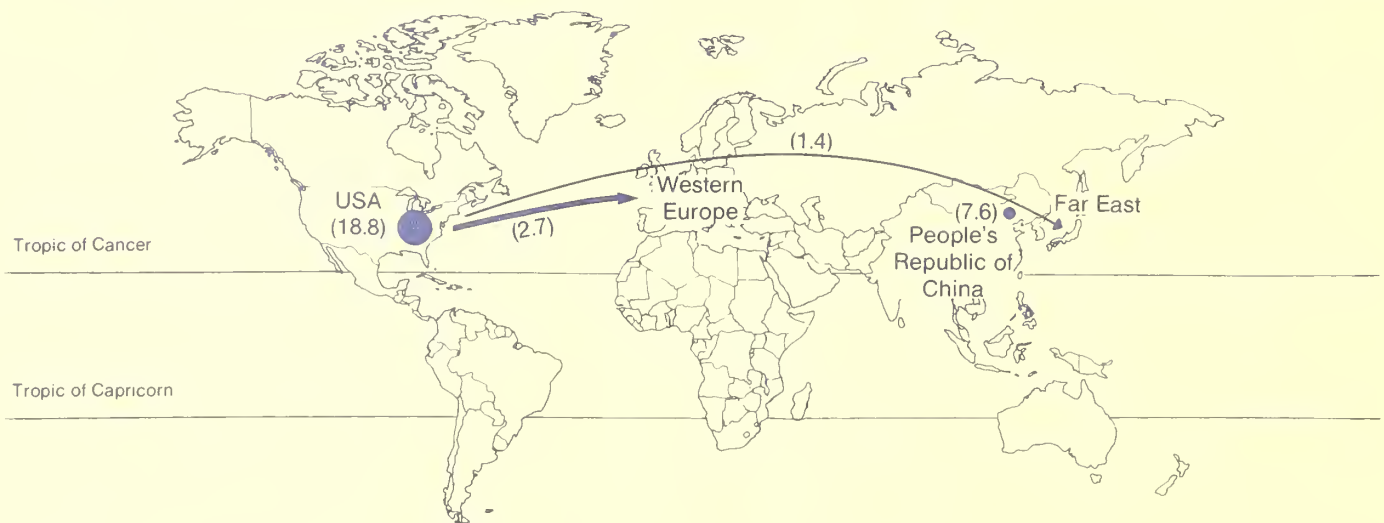 (1.4)
Western
Europe
USA
(18.8)
(2.7)
Far East
(7.6)
People's
Republic of
China
Tropic of Cancer
Tropic of Capricorn